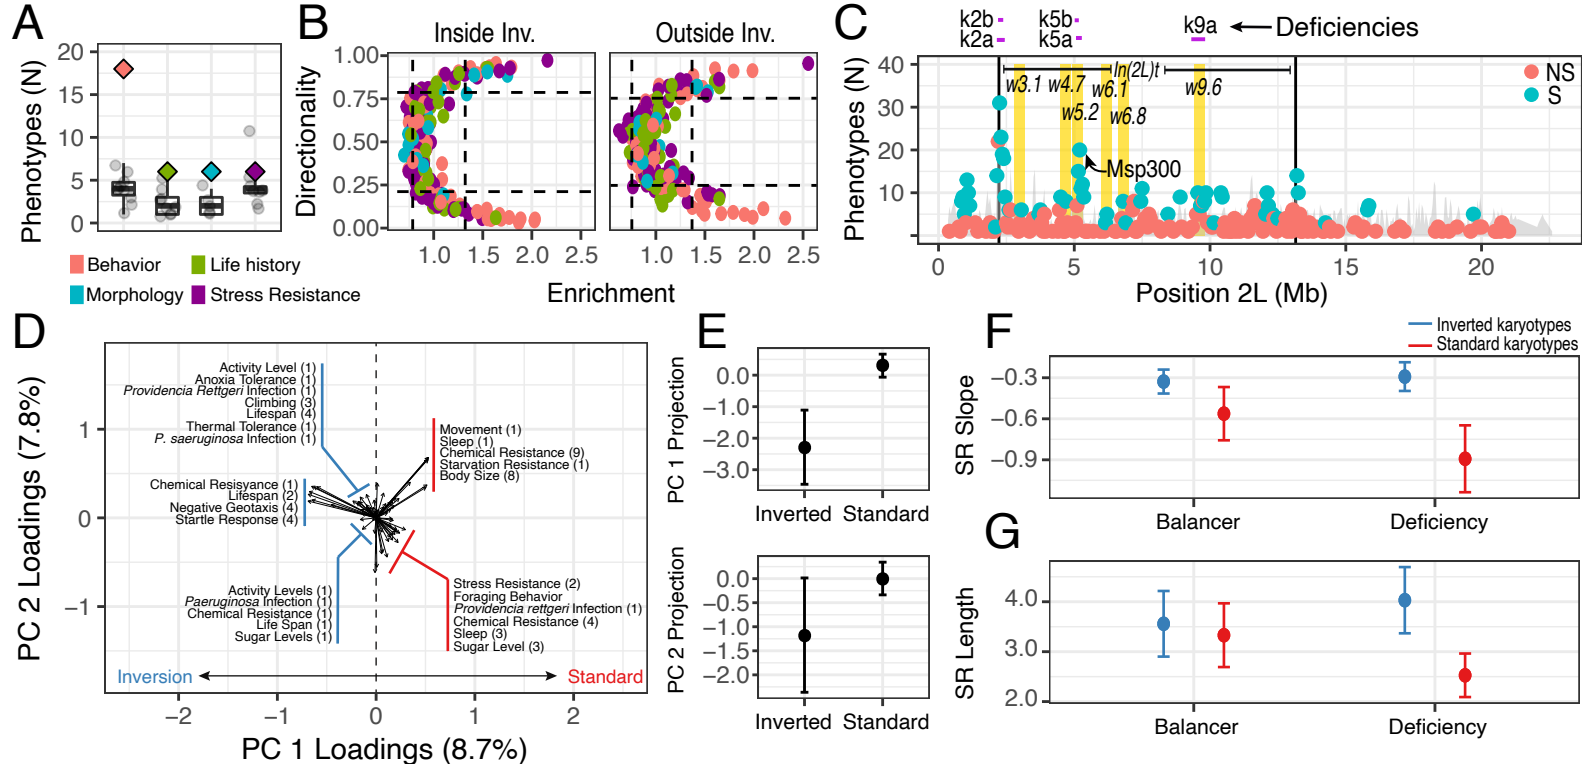 A
Phenotypes (N)
20
15
10
5
0
Behavior
Life history
Morphology
Stress Resistance
B
Inside Inv.
Outside Inv.
Directionality
1.00
0.75
0.50
0.25
0.00
1.0
1.5
2.0
2.5
1.0
1.5
2.0
2.5
Enrichment
C
k2b
k2a
k5b
k5a
k9a
Deficiencies
Phenotypes (N)
40
30
20
10
In(2L)t
w3.1
w4.7
w5.2
w6.1
w6.8
w9.6
Msp300
NS
S
0
5
10
15
20
Position 2L (Mb)
D
PC 2 Loadings (7.8%)
1
0
−1
Activity Level (1)
Anoxia Tolerance (1)
Providencia Rettgeri Infection (1)
Climbing (3)
Lifespan (4)
Thermal Tolerance (1)
P. saeruginosa Infection (1)
Movement (1)
Sleep (1)
Chemical Resistance (9)
Starvation Resistance (1)
Body Size (8)
Chemical Resisyance (1)
Lifespan (2)
Negative Geotaxis (4)
Startle Response (4)
Activity Levels (1)
Paeruginosa Infection (1)
Chemical Resistance (1)
Life Span (1)
Sugar Levels (1)
Stress Resistance (2)
Foraging Behavior
Providencia rettgeri Infection (1)
Chemical Resistance (4)
Sleep (3)
Sugar Level (3)
Inversion
Standard
−2
−1
0
1
2
PC 1 Loadings (8.7%)
E
PC 1 Projection
0.0
−1.0
−2.0
−3.0
Inverted
Standard
PC 2 Projection
0.0
−0.5
−1.0
−1.5
−2.0
Inverted
Standard
F
Inverted karyotypes
Standard karyotypes
SR Slope
−0.3
−0.6
−0.9
Balancer
Deficiency
G
SR Length
4.0
3.0
2.0
Balancer
Deficiency